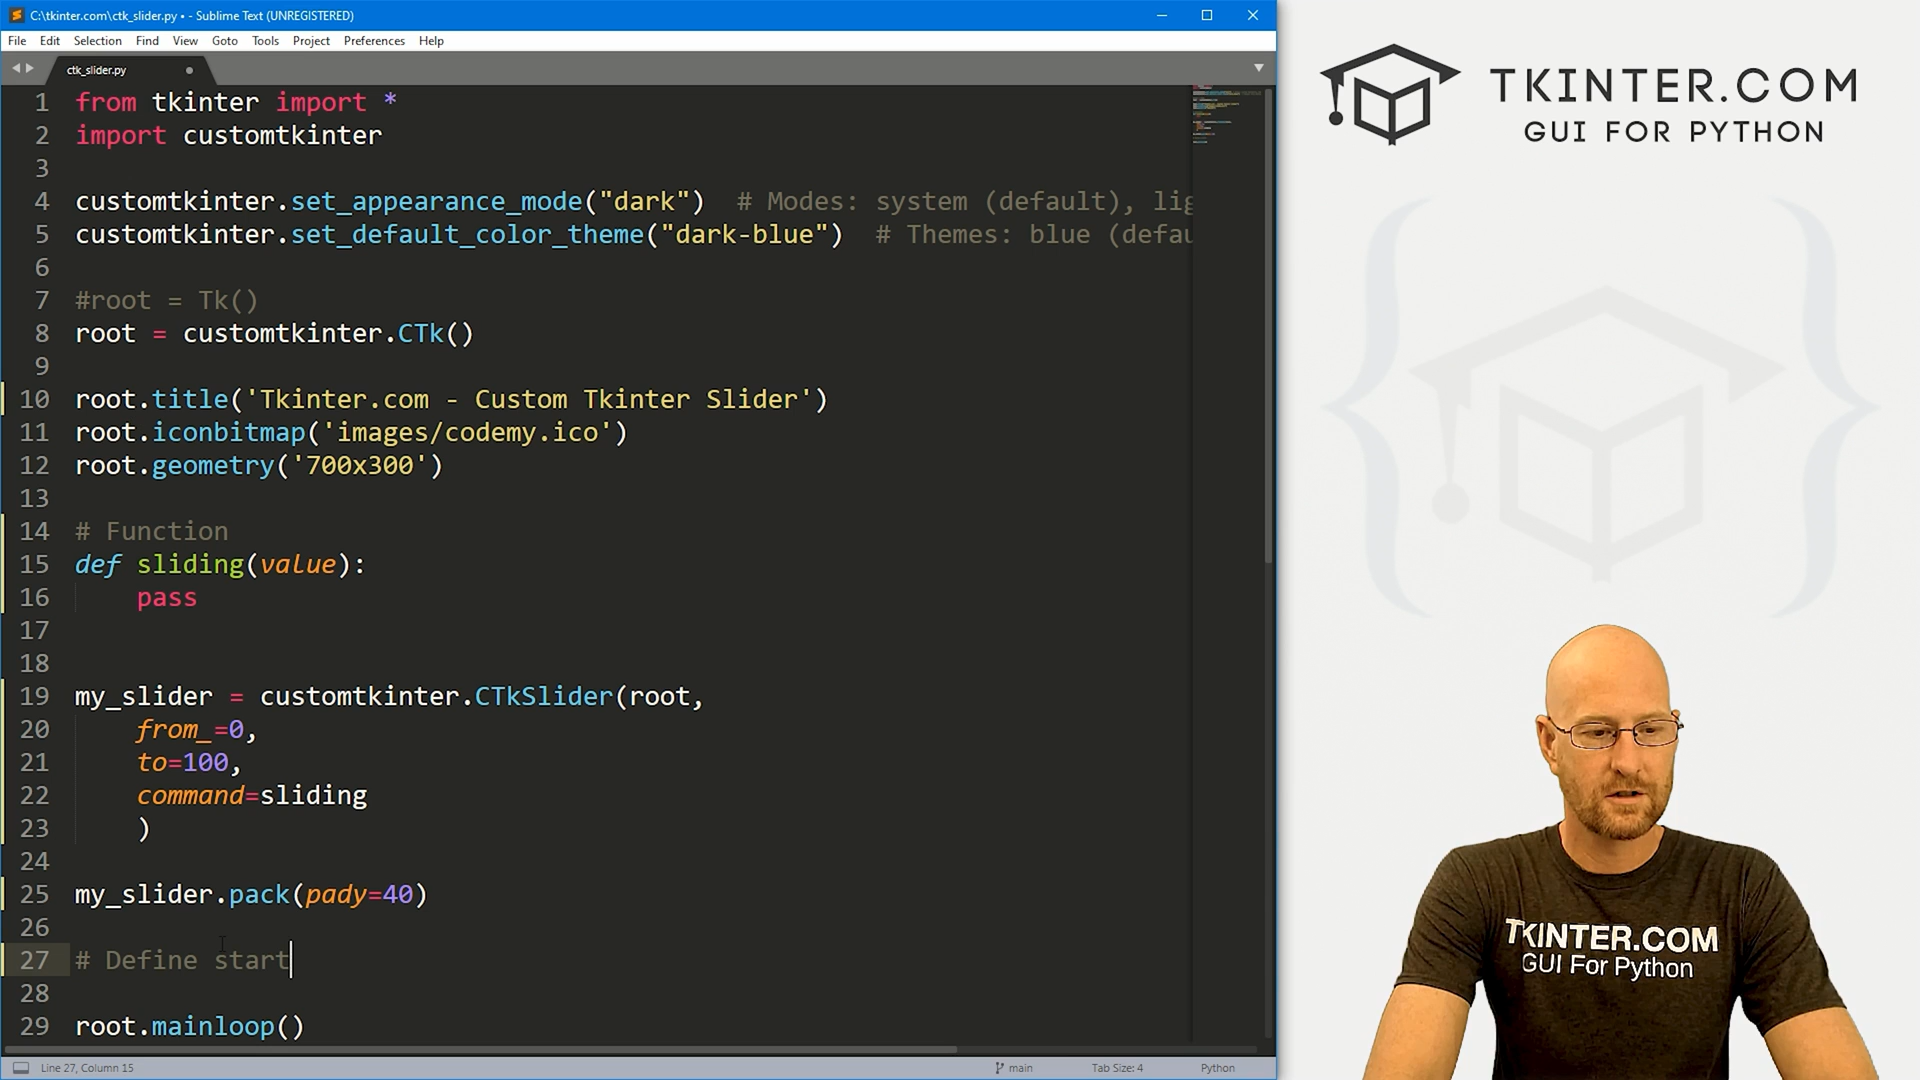 C:\tkinter.com\ctk_slider.py • - Sublime Text (UNREGISTERED)
File Edit Selection Find View Goto Tools Project Preferences Help
ctk_slider.py
1 from tkinter import *
2 import customtkinter
3
4 customtkinter.set_appearance_mode("dark")  # Modes: system (default), lig
5 customtkinter.set_default_color_theme("dark-blue")  # Themes: blue (defau
6
7 #root = Tk()
8 root = customtkinter.CTk()
9
10 root.title('Tkinter.com - Custom Tkinter Slider')
11 root.iconbitmap('images/codemy.ico')
12 root.geometry('700x300')
13
14 # Function
15 def sliding(value):
16     pass
17
18
19 my_slider = customtkinter.CTkSlider(root,
20     from_=0,
21     to=100,
22     command=sliding
23     )
24
25 my_slider.pack(pady=40)
26
27 # Define start
28
29 root.mainloop()
Line 27, Column 15
main
Tab Size: 4
Python
TKINTER.COM
GUI FOR PYTHON
TKINTER.COM
GUI For Python